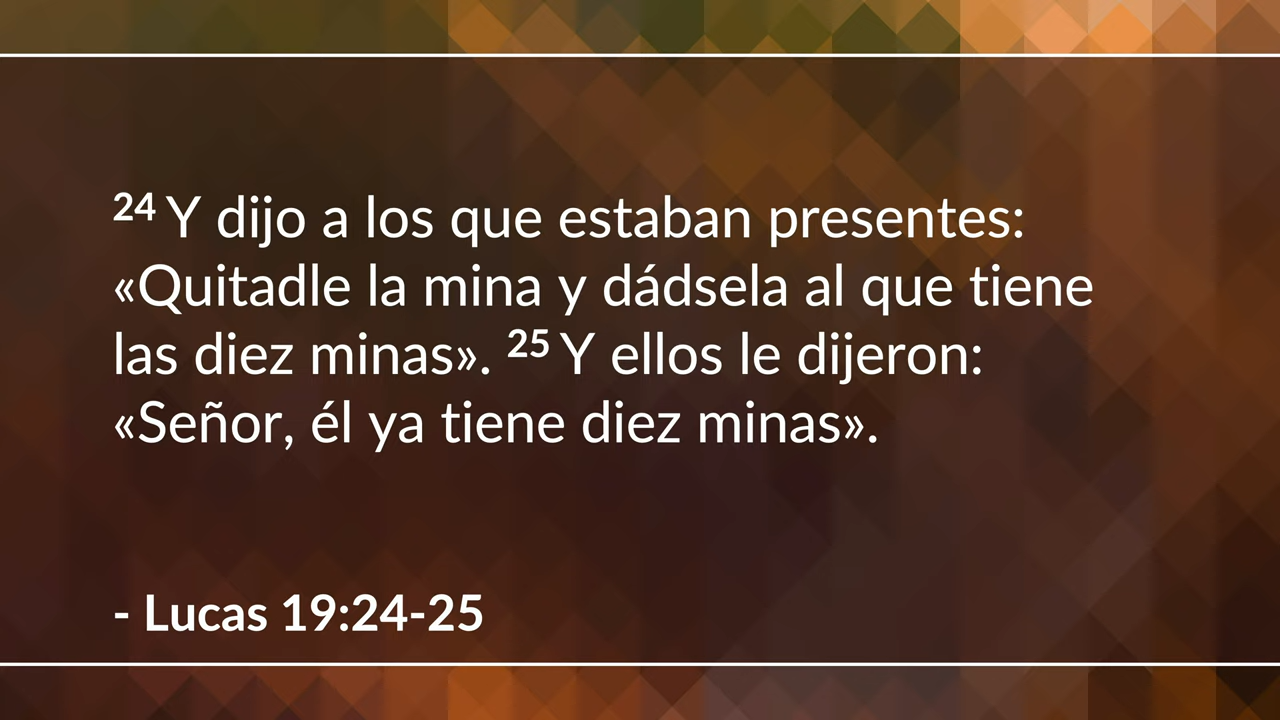 24 Y dijo a los que estaban presentes:
«Quitadle la mina y dádsela al que tiene
las diez minas». 25 Y ellos le dijeron:
«Señor, él ya tiene diez minas».
- Lucas 19:24-25